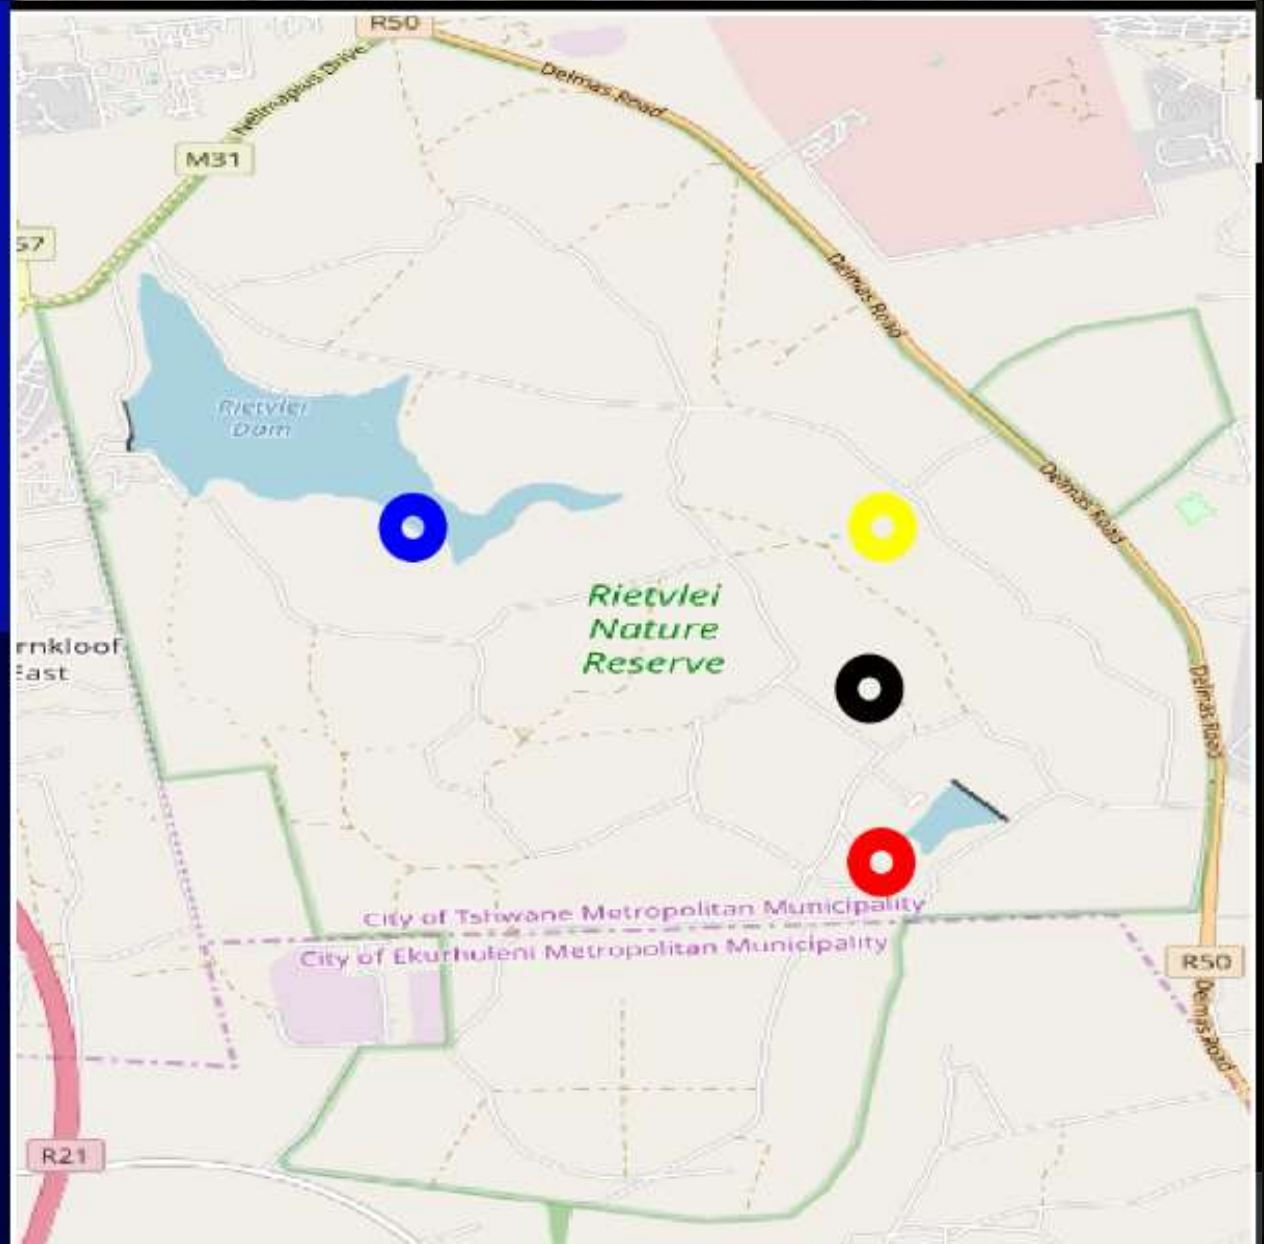 R50
Nellmapius Drive
Delmas Road
M31
57
Delmas Road
Rietvlei
Dam
Delmas Road
Rietvlei
Nature
Reserve
rnkloof
East
Delmas Road
City of Tshwane Metropolitan Municipality
City of Ekurhuleni Metropolitan Municipality
R50
Delmas Road
R21